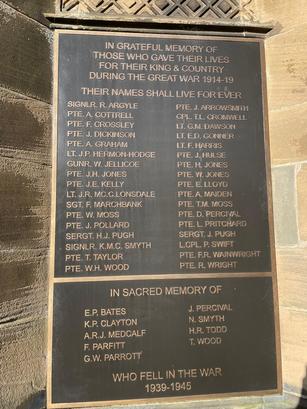 IN GRATEFUL MEMORY OF
THOSE WHO GAVE THEIR LIVES
FOR THEIR KING & COUNTRY
DURING THE GREAT WAR 1914-19
THEIR NAMES SHALL LIVE FOR EVER
SIGNLR. R. ARGYLE
PTE. A. COTTRELL
PTE. F. CROSSLEY
PTE. J. DICKINSON
PTE. A. GRAHAM
LT. J.P. HERMON-HODGE
GUNR. W. JELLICOE
PTE. J.H. JONES
PTE. J.E. KELLY
LT. J.R. MC.C LONSDALE
SGT. F. MARCHBANK
PTE. W. MOSS
PTE. J. POLLARD
SERGT. H.J. PUGH
SIGNLR. K.M.C. SMYTH
PTE. T. TAYLOR
PTE. W.H. WOOD
PTE. J. ARROWSMITH
CPL. T.L. CROMWELL
LT. G.M. DAWSON
LT. E.D. GONNER
LT. F. HARRIS
PTE. J. HULSE
PTE. H. JONES
PTE. W. JONES
PTE. E. LLOYD
PTE. A. MAIDEN
PTE. T.M. MOSS
PTE. D. PERCIVAL
PTE. L. PRITCHARD
SERGT. J. PUGH
L.CPL. P. SWIFT
PTE. F.R. WAINWRIGHT
PTE. R. WRIGHT
IN SACRED MEMORY OF
E.P. BATES
K.P. CLAYTON
A.R.J. MEDCALF
F. PARFITT
G.W. PARROTT
J. PERCIVAL
N. SMYTH
H.R. TODD
T. WOOD
WHO FELL IN THE WAR
1939-1945